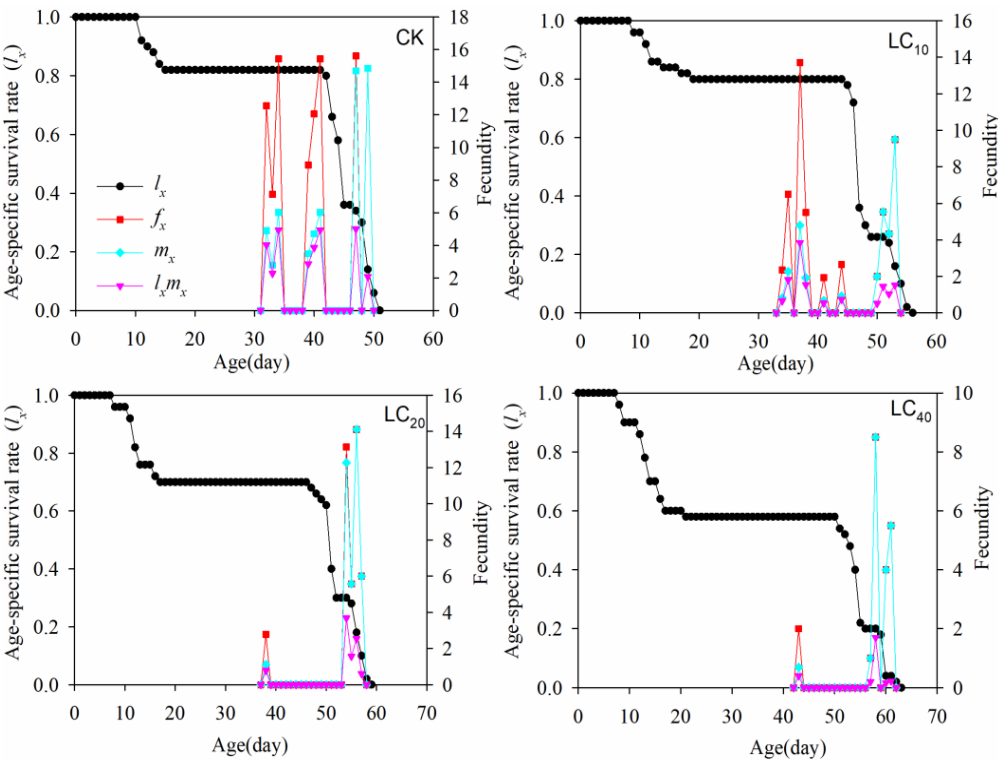 CK
Age-specific survival rate (lx)
1.0
0.8
0.6
0.4
0.2
0.0
lx
fx
mx
lxmx
18
16
14
12
10
8
6
4
2
0
Fecundity
0 10 20 30 40 50 60
Age(day)
LC10
Age-specific survival rate (lx)
1.0
0.8
0.6
0.4
0.2
0.0
16
14
12
10
8
6
4
2
0
Fecundity
0 10 20 30 40 50 60
Age(day)
LC20
Age-specific survival rate (lx)
1.0
0.8
0.6
0.4
0.2
0.0
16
14
12
10
8
6
4
2
0
Fecundity
0 10 20 30 40 50 60 70
Age(day)
LC40
Age-specific survival rate (lx)
1.0
0.8
0.6
0.4
0.2
0.0
10
8
6
4
2
0
Fecundity
0 10 20 30 40 50 60 70
Age(day)